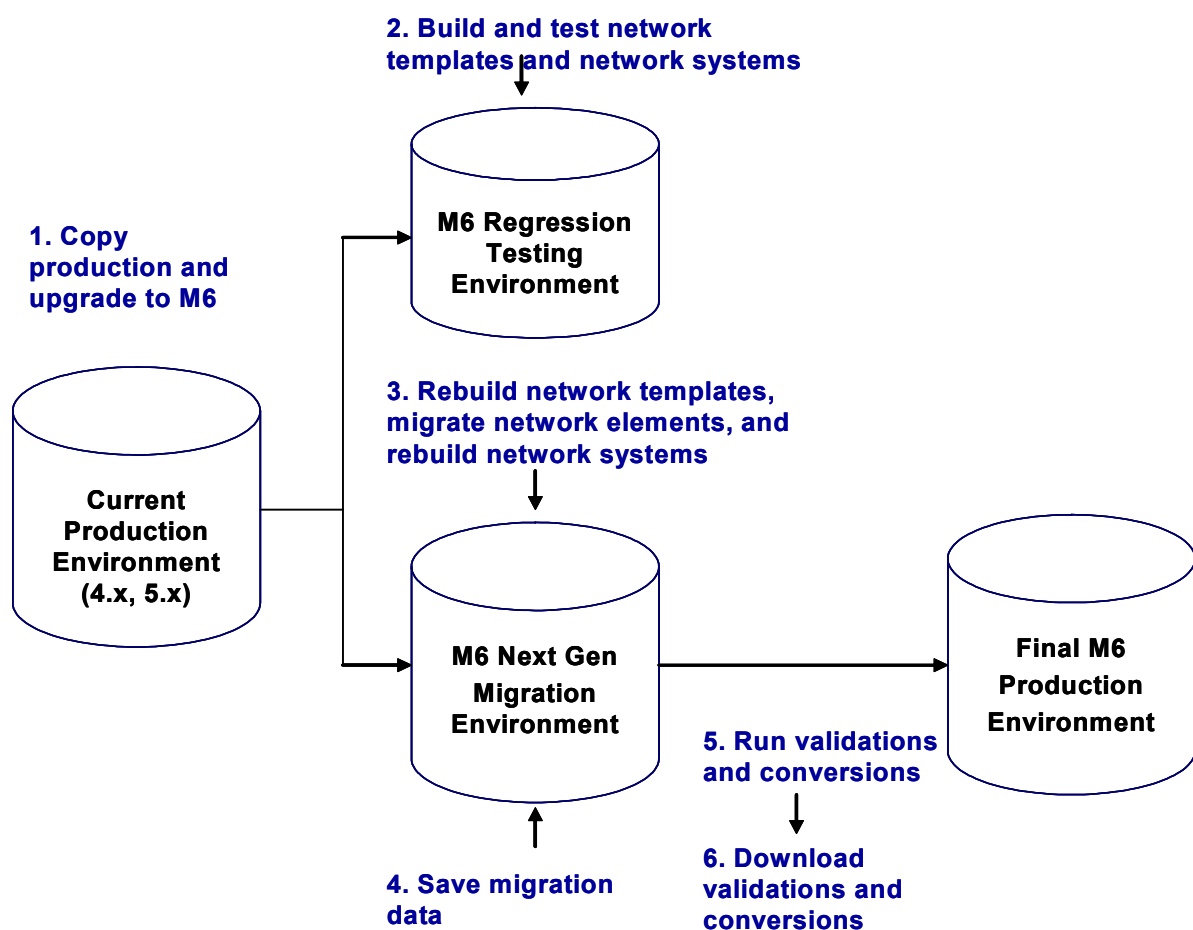 2. Build and test network
templates and network systems
M6 Regression
Testing
Environment
1. Copy
production and
upgrade to M6
3. Rebuild network templates,
migrate network elements, and
rebuild network systems
Current
Production
Environment
(4.x, 5.x)
M6 Next Gen
Migration
Environment
Final M6
Production
Environment
5. Run validations
and conversions
4. Save migration
data
6. Download
validations and
conversions